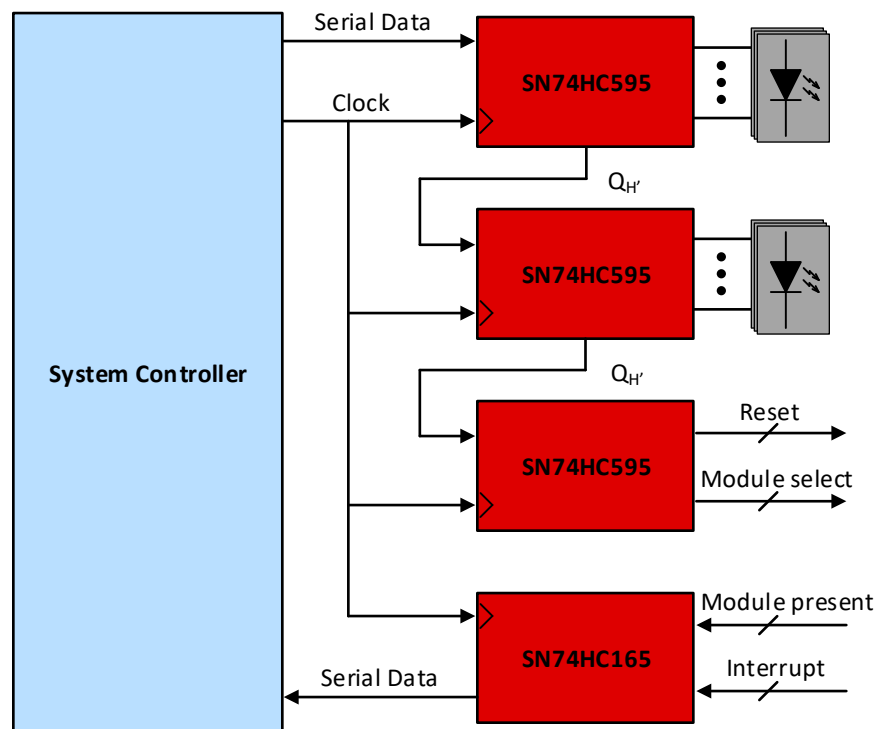 Serial Data
SN74HC595
Clock
QH'
SN74HC595
System Controller
QH'
Reset
SN74HC595
Module select
Module present
SN74HC165
Interrupt
Serial Data